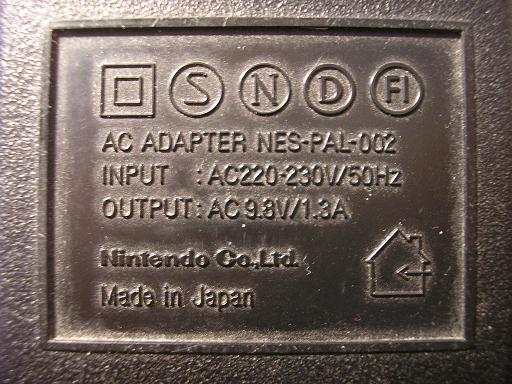 S N D FI
AC ADAPTER NES-PAL-002
INPUT : AC220-230V/50Hz
OUTPUT : AC 9.8V/1.3A
Nintendo Co.,Ltd.
Made in Japan